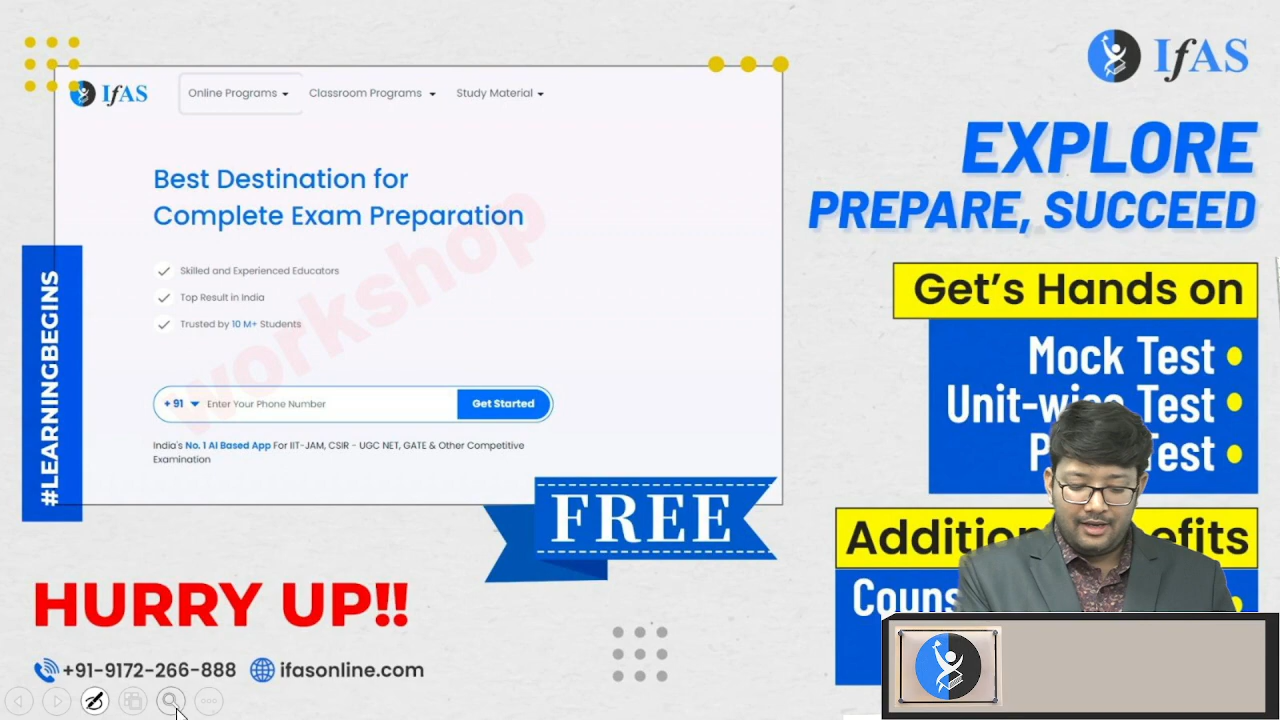 IfAS
Online Programs
Classroom Programs
Study Material
Best Destination for
Complete Exam Preparation
Skilled and Experienced Educators
Top Result in India
Trusted by 10 M+ Students
workshop
+ 91
Enter Your Phone Number
Get Started
India's No. 1 AI Based App For IIT-JAM, CSIR - UGC NET, GATE & Other Competitive
Examination
#LEARNINGBEGINS
FREE
HURRY UP!!
+91-9172-266-888
ifasonline.com
IfAS
EXPLORE
PREPARE, SUCCEED
Get's Hands on
Mock Test
Test
Test